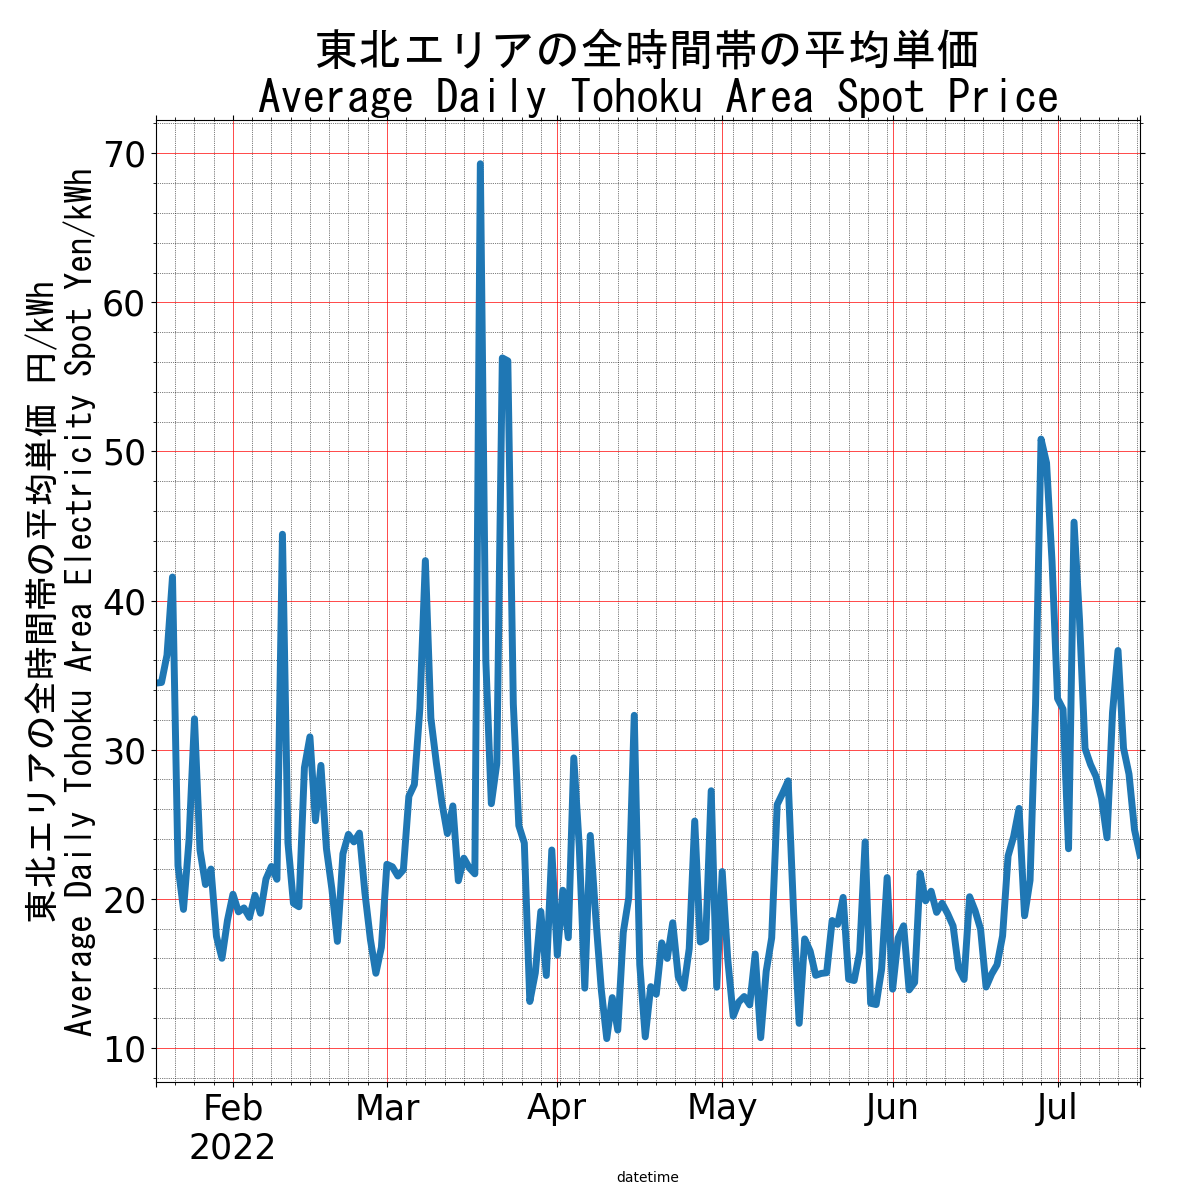 東北エリアの全時間帯の平均単価
Average Daily Tohoku Area Spot Price
東北エリアの全時間帯の平均単価 円/kWh
Average Daily Tohoku Area Electricity Spot Yen/kWh
70
60
50
40
30
20
10
Feb
2022
Mar
Apr
May
Jun
Jul
datetime